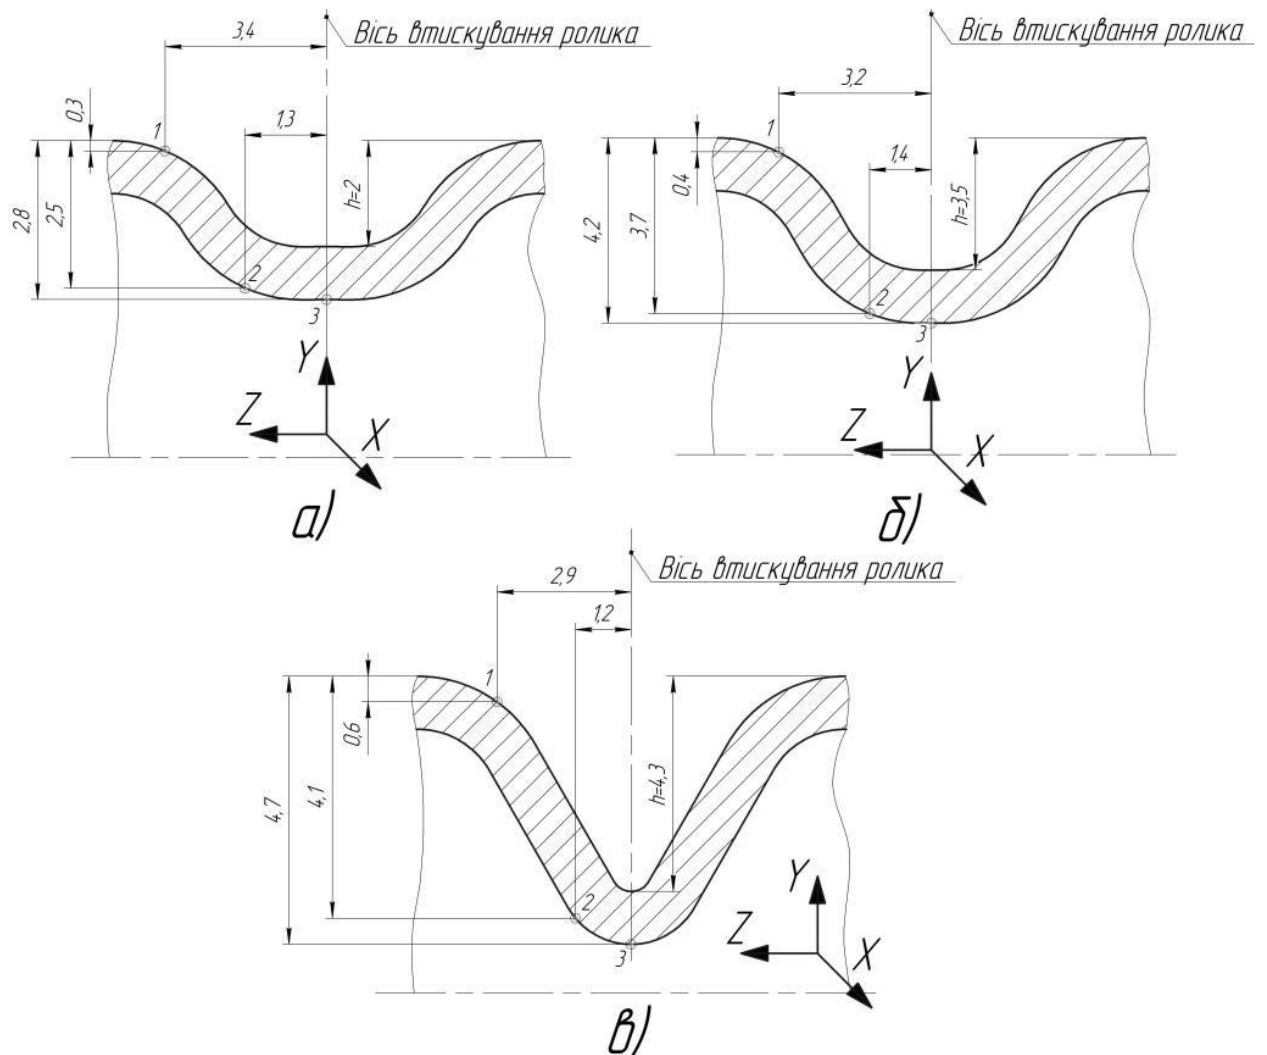 Вісь втискування ролика
3,4
0,3
1
1,3
2,8
2,5
h=2
2
3
Y
Z
X
а)
Вісь втискування ролика
3,2
1
0,4
1,4
4,2
3,7
h=3,5
2
3
Y
Z
X
б)
Вісь втискування ролика
2,9
1,2
1
0,6
4,7
4,1
h=4,3
2
3
Y
Z
X
в)